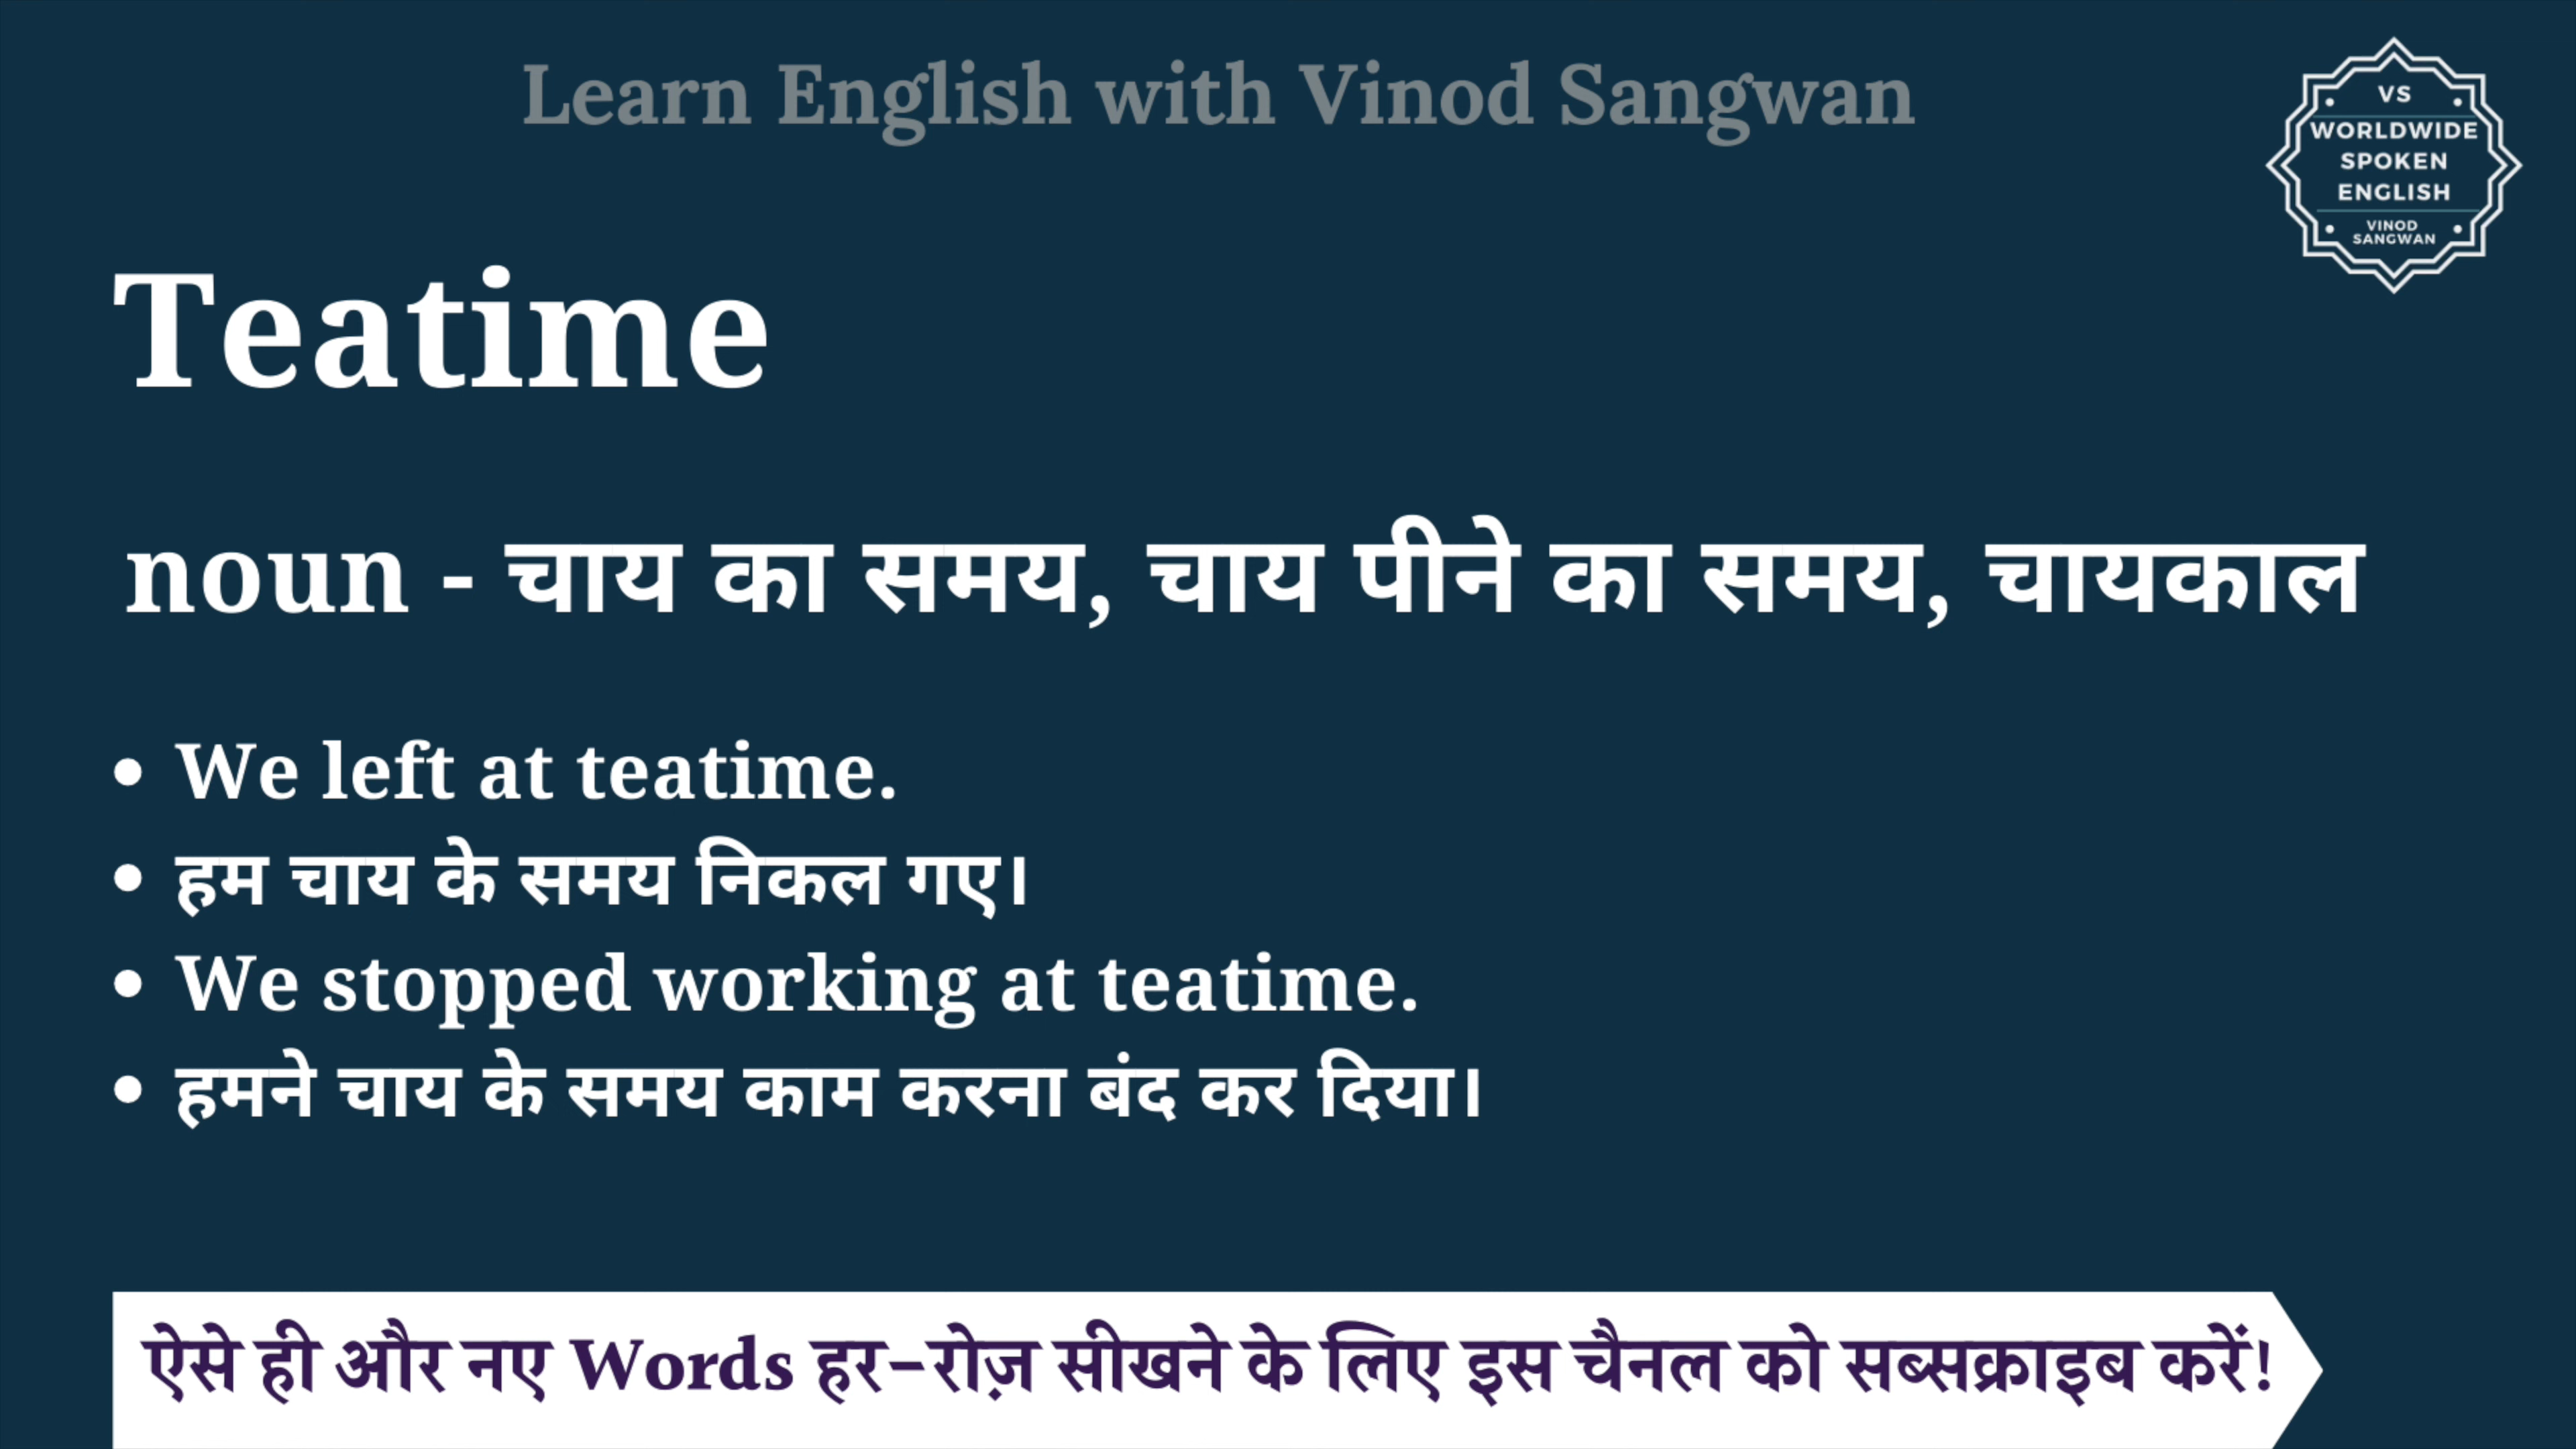 Learn English with Vinod Sangwan
VS
WORLDWIDE
SPOKEN
ENGLISH
VINOD
SANGWAN
Teatime
noun - चाय का समय, चाय पीने का समय, चायकाल
• We left at teatime.
• हम चाय के समय निकल गए।
• We stopped working at teatime.
• हमने चाय के समय काम करना बंद कर दिया।
ऐसे ही और नए Words हर-रोज़ सीखने के लिए इस चैनल को सब्सक्राइब करें!